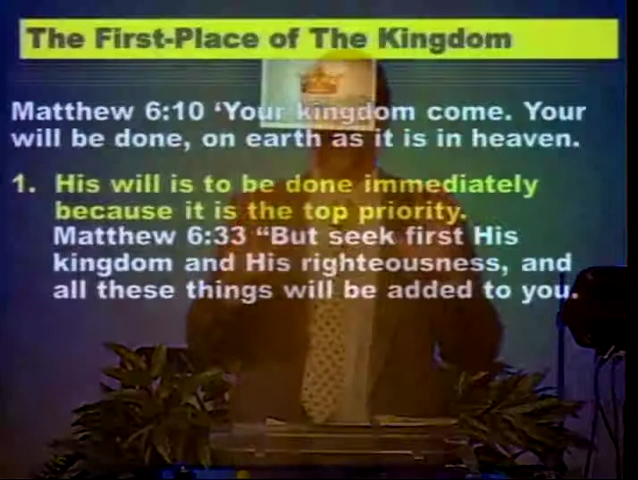 The First-Place of The Kingdom
Matthew 6:10 ‘Your kingdom come. Your
will be done, on earth as it is in heaven.
1. His will is to be done immediately
because it is the top priority.
Matthew 6:33 “But seek first His
kingdom and His righteousness, and
all these things will be added to you.